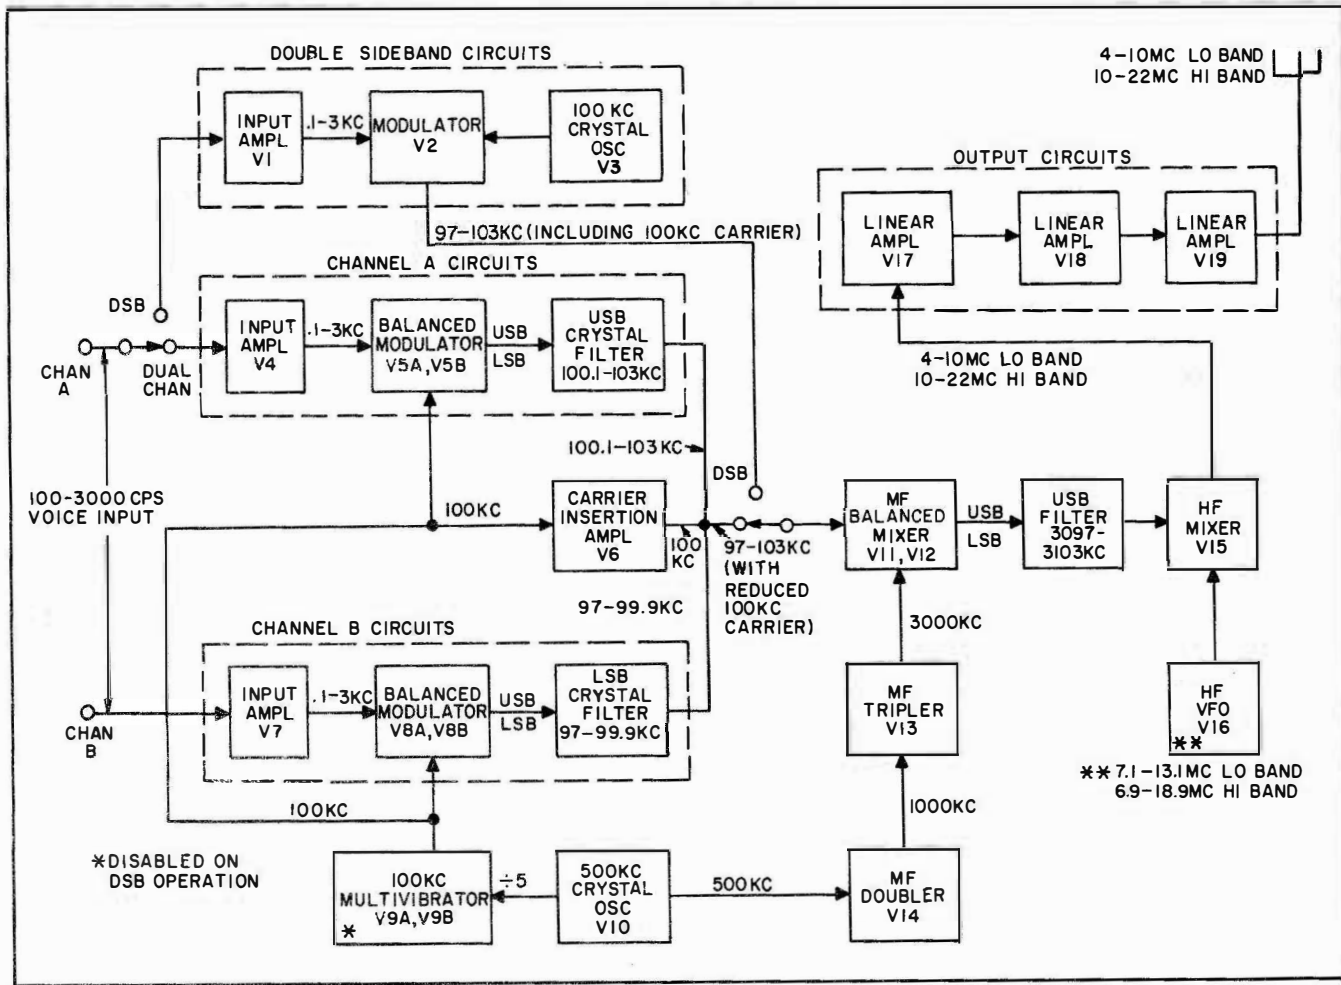 DOUBLE SIDEBAND CIRCUITS
INPUT
AMPL
V1
.1-3KC
MODULATOR
V2
100 KC
CRYSTAL
OSC
V3
4-10MC LO BAND
10-22MC HI BAND
OUTPUT CIRCUITS
LINEAR
AMPL
V17
LINEAR
AMPL
V18
LINEAR
AMPL
V19
97-103KC (INCLUDING 100KC CARRIER)
CHANNEL A CIRCUITS
DSB
CHAN
A
DUAL
CHAN
INPUT
AMPL
V4
.1-3KC
BALANCED
MODULATOR
V5A, V5B
USB
LSB
USB
CRYSTAL
FILTER
100.1-103KC
4-10MC LO BAND
10-22MC HI BAND
100.1-103KC
DSB
100-3000 CPS
VOICE INPUT
100KC
CARRIER
INSERTION
AMPL
V6
100
KC
97-103KC
(WITH
REDUCED
100KC
CARRIER)
MF
BALANCED
MIXER
V11, V12
USB
LSB
USB
FILTER
3097-
3103KC
HF
MIXER
V15
97-99.9KC
3000KC
CHANNEL B CIRCUITS
CHAN
B
INPUT
AMPL
V7
.1-3KC
BALANCED
MODULATOR
V8A, V8B
USB
LSB
LSB
CRYSTAL
FILTER
97-99.9KC
MF
TRIPLER
V13
HF
VFO
V16
**
** 7.1-13.1MC LO BAND
6.9-18.9MC HI BAND
100KC
1000KC
*DISABLED ON
DSB OPERATION
100KC
MULTIVIBRATOR
V9A, V9B
*
÷5
500KC
CRYSTAL
OSC
V10
500KC
MF
DOUBLER
V14